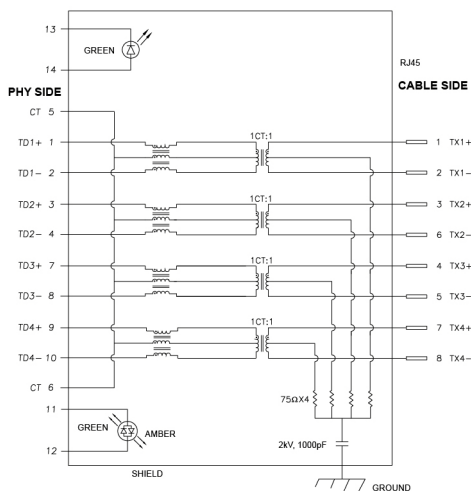 13
GREEN
14
RJ45
PHY SIDE
CABLE SIDE
CT 5
TD1+ 1
1CT:1
1 TX1+
TD1- 2
2 TX1-
TD2+ 3
1CT:1
3 TX2+
TD2- 4
6 TX2-
TD3+ 7
1CT:1
4 TX3+
TD3- 8
5 TX3-
TD4+ 9
1CT:1
7 TX4+
TD4- 10
8 TX4-
CT 6
75ΩX4
11
GREEN
AMBER
12
2kV, 1000pF
SHIELD
GROUND